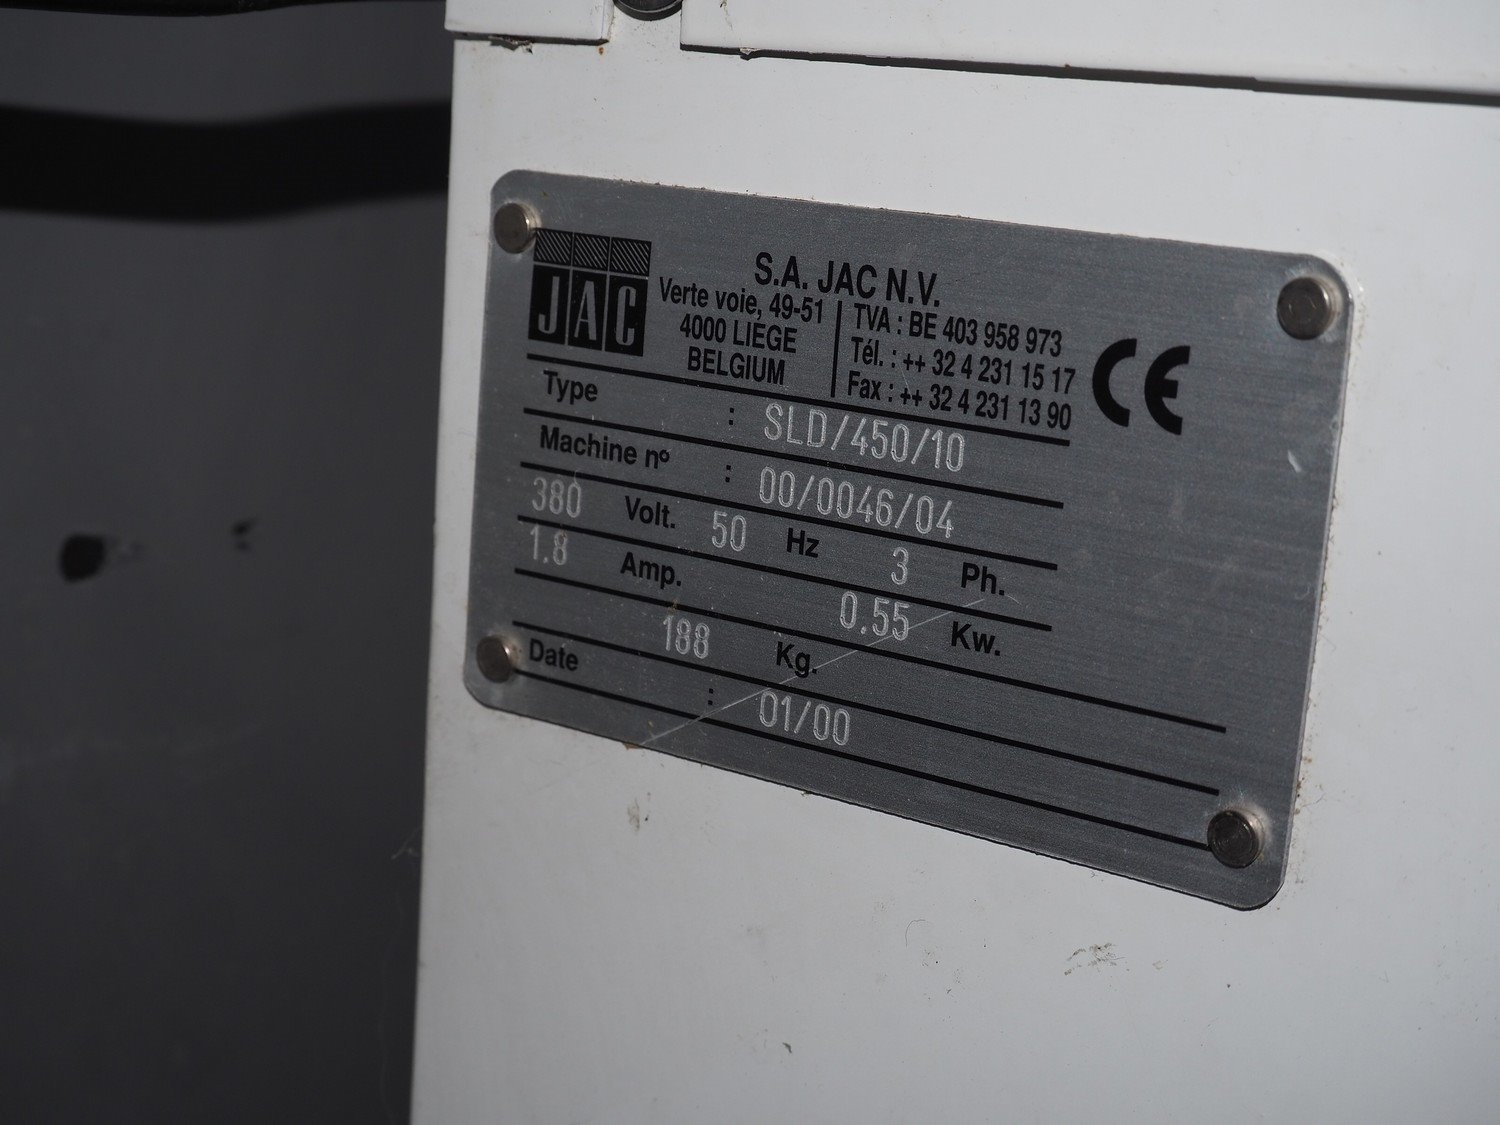 JAC
S.A. JAC N.V.
Verte voie, 49-51
4000 LIEGE
BELGIUM
TVA : BE 403 958 973
Tél. : ++ 32 4 231 15 17
Fax : ++ 32 4 231 13 90
CE
Type : SLD/450/10
Machine nº : 00/0046/04
380 Volt. 50 Hz 3 Ph.
1.8 Amp. 0.55 Kw.
188 Kg.
Date : 01/00